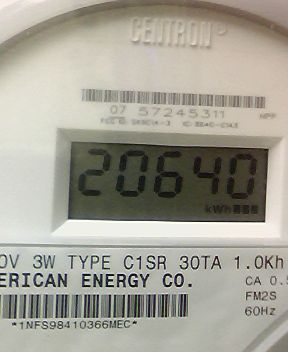 CENTRON®
07 57245311
20640
kWh
0V 3W TYPE C1SR 30TA 1.0Kh
ERICAN ENERGY CO.
CA 0.5
FM2S
60Hz
*1NFS98410366MEC*